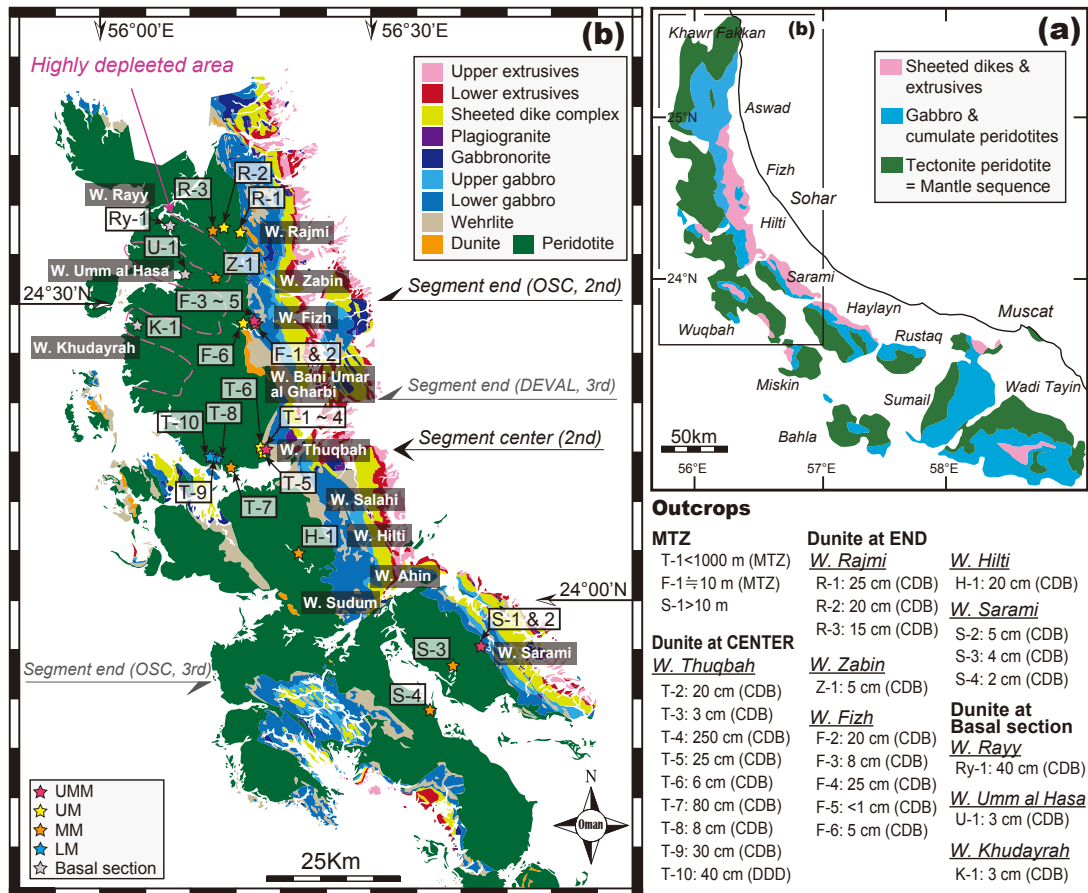 56°00'E
56°30'
(b)
Highly depleeted area
Upper extrusives
Lower extrusives
Sheeted dike complex
Plagiogranite
Gabbronorite
Upper gabbro
Lower gabbro
Wehrlite
Dunite
Peridotite
R-2
R-3
R-1
W. Rayy
Ry-1
W. Rajmi
U-1
Z-1
W. Umm al Hasa
W. Zabin
24°30'N
Segment end (OSC, 2nd)
F-3 ~ 5
W. Fizh
K-1
W. Khudayrah
F-6
F-1 & 2
W. Bani Umar
al Gharbi
Segment end (DEVAL, 3rd)
T-6
T-8
T-10
T-1 ~ 4
Segment center (2nd)
W. Thuqbah
T-9
T-7
T-5
W. Salahi
H-1
W. Hilti
W. Ahin
W. Sudum
24°00'N
S-1 & 2
S-3
W. Sarami
Segment end (OSC, 3rd)
S-4
UMM
UM
MM
LM
Basal section
25Km
N
Oman
(a)
Khawr Fakkan
(b)
Sheeted dikes &
extrusives
Gabbro &
cumulate peridotites
Tectonite peridotite
= Mantle sequence
Aswad
25°N
Fizh
Sohar
Hilti
24°N
Sarami
Haylayn
Muscat
Wuqbah
Rustaq
Miskin
Wadi Tayin
Sumail
Bahla
50km
56°
57°
58°
Outcrops
MTZ
T-1<1000 m (MTZ)
F-1≒10 m (MTZ)
S-1>10 m
Dunite at CENTER
W. Thuqbah
T-2: 20 cm (CDB)
T-3: 3 cm (CDB)
T-4: 250 cm (CDB)
T-5: 25 cm (CDB)
T-6: 6 cm (CDB)
T-7: 80 cm (CDB)
T-8: 8 cm (CDB)
T-9: 30 cm (CDB)
T-10: 40 cm (DDD)
Dunite at END
W. Rajmi
R-1: 25 cm (CDB)
R-2: 20 cm (CDB)
R-3: 15 cm (CDB)
W. Zabin
Z-1: 5 cm (CDB)
W. Fizh
F-2: 20 cm (CDB)
F-3: 8 cm (CDB)
F-4: 25 cm (CDB)
F-5: <1 cm (CDB)
F-6: 5 cm (CDB)
W. Hilti
H-1: 20 cm (CDB)
W. Sarami
S-2: 5 cm (CDB)
S-3: 4 cm (CDB)
S-4: 2 cm (CDB)
Dunite at
Basal section
W. Rayy
Ry-1: 40 cm (CDB)
W. Umm al Hasa
U-1: 3 cm (CDB)
W. Khudayrah
K-1: 3 cm (CDB)